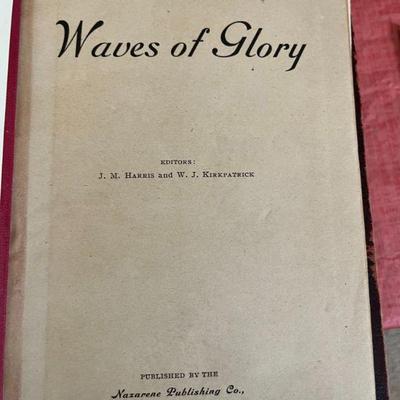 Waves of Glory
EDITORS:
J. M. HARRIS and W. J. KIRKPATRICK
PUBLISHED BY THE
Nazarene Publishing Co.,